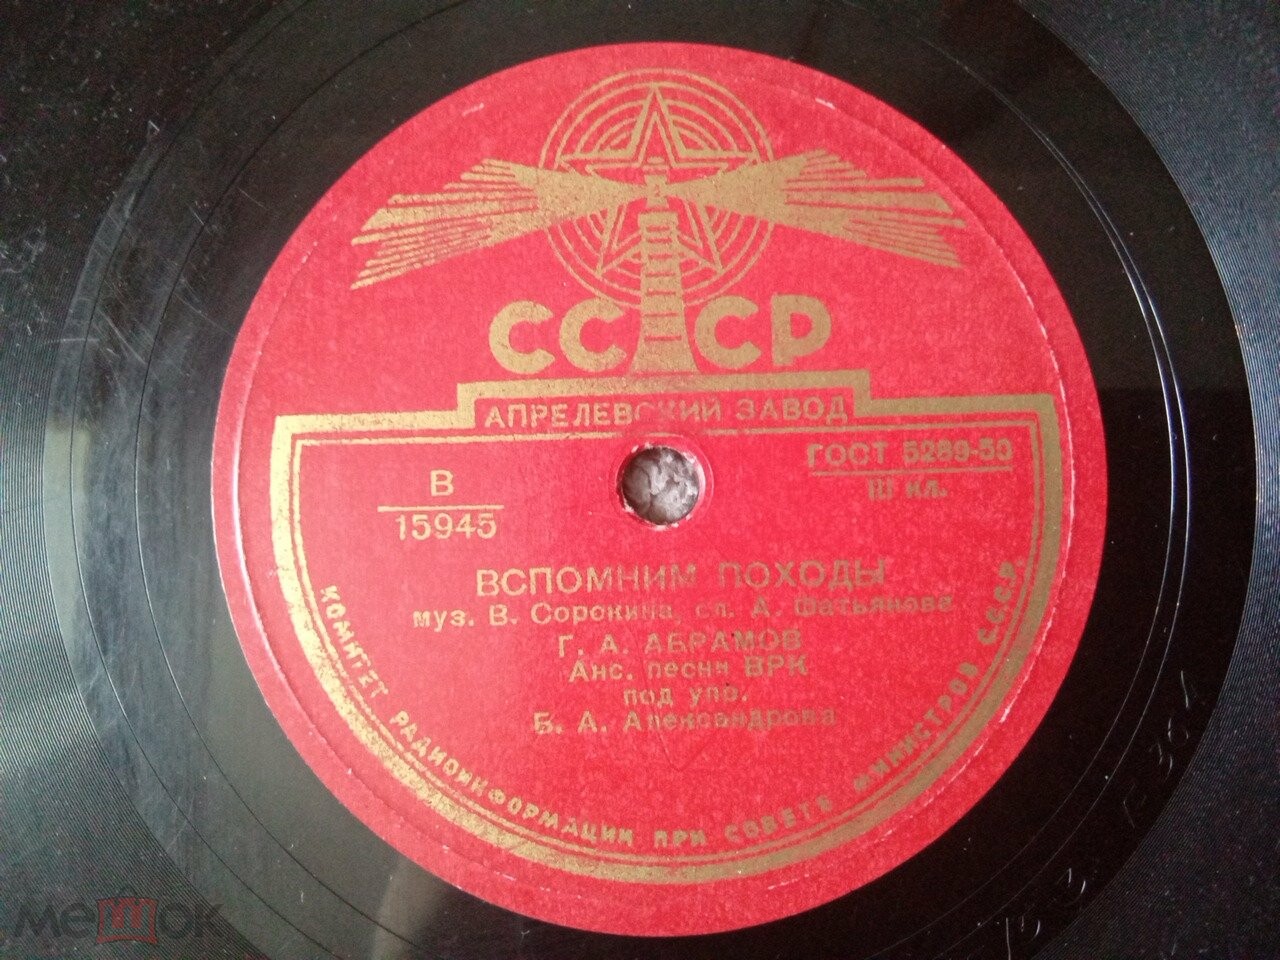 СССР
АПРЕЛЕВСКИЙ ЗАВОД
ГОСТ 5289-50
III кл.
В
15945
ВСПОМНИМ ПОХОДЫ
муз. В. Сорокина, сл. А. Фатьянова
Г. А. АБРАМОВ
Анс. песни ВРК
под упр.
Б. А. Александрова
КОМИТЕТ РАДИОИНФОРМАЦИИ ПРИ СОВЕТЕ МИНИСТРОВ С.С.С.Р.
мешок